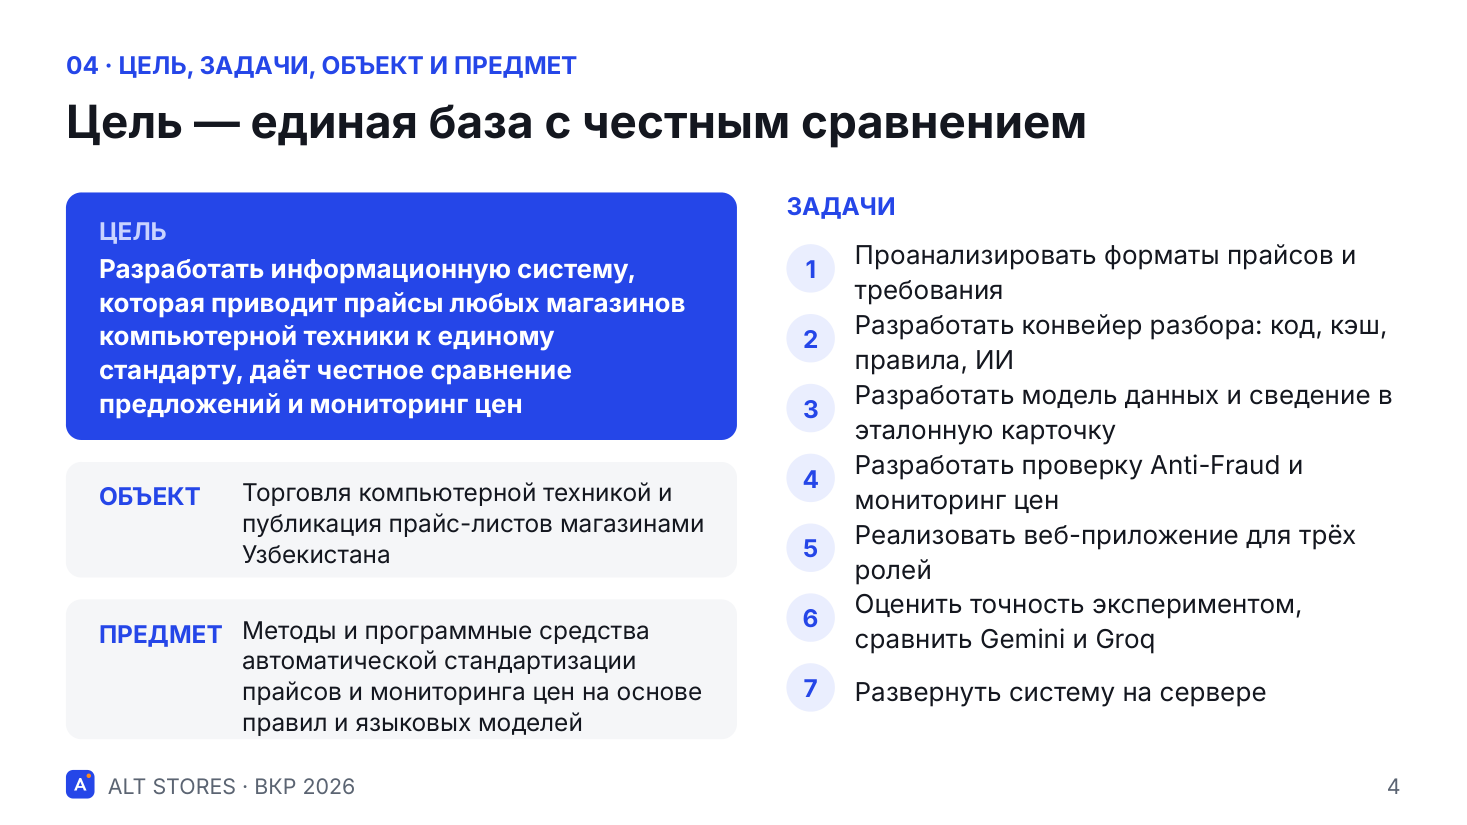 04 · ЦЕЛЬ, ЗАДАЧИ, ОБЪЕКТ И ПРЕДМЕТ
Цель — единая база с честным сравнением
ЦЕЛЬ
Разработать информационную систему,
которая приводит прайсы любых магазинов
компьютерной техники к единому
стандарту, даёт честное сравнение
предложений и мониторинг цен
ОБЪЕКТ
Торговля компьютерной техникой и
публикация прайс-листов магазинами
Узбекистана
ПРЕДМЕТ
Методы и программные средства
автоматической стандартизации
прайсов и мониторинга цен на основе
правил и языковых моделей
ЗАДАЧИ
1 Проанализировать форматы прайсов и
требования
2 Разработать конвейер разбора: код, кэш,
правила, ИИ
3 Разработать модель данных и сведение в
эталонную карточку
4 Разработать проверку Anti-Fraud и
мониторинг цен
5 Реализовать веб-приложение для трёх
ролей
6 Оценить точность экспериментом,
сравнить Gemini и Groq
7 Развернуть систему на сервере
A ALT STORES · ВКР 2026
4